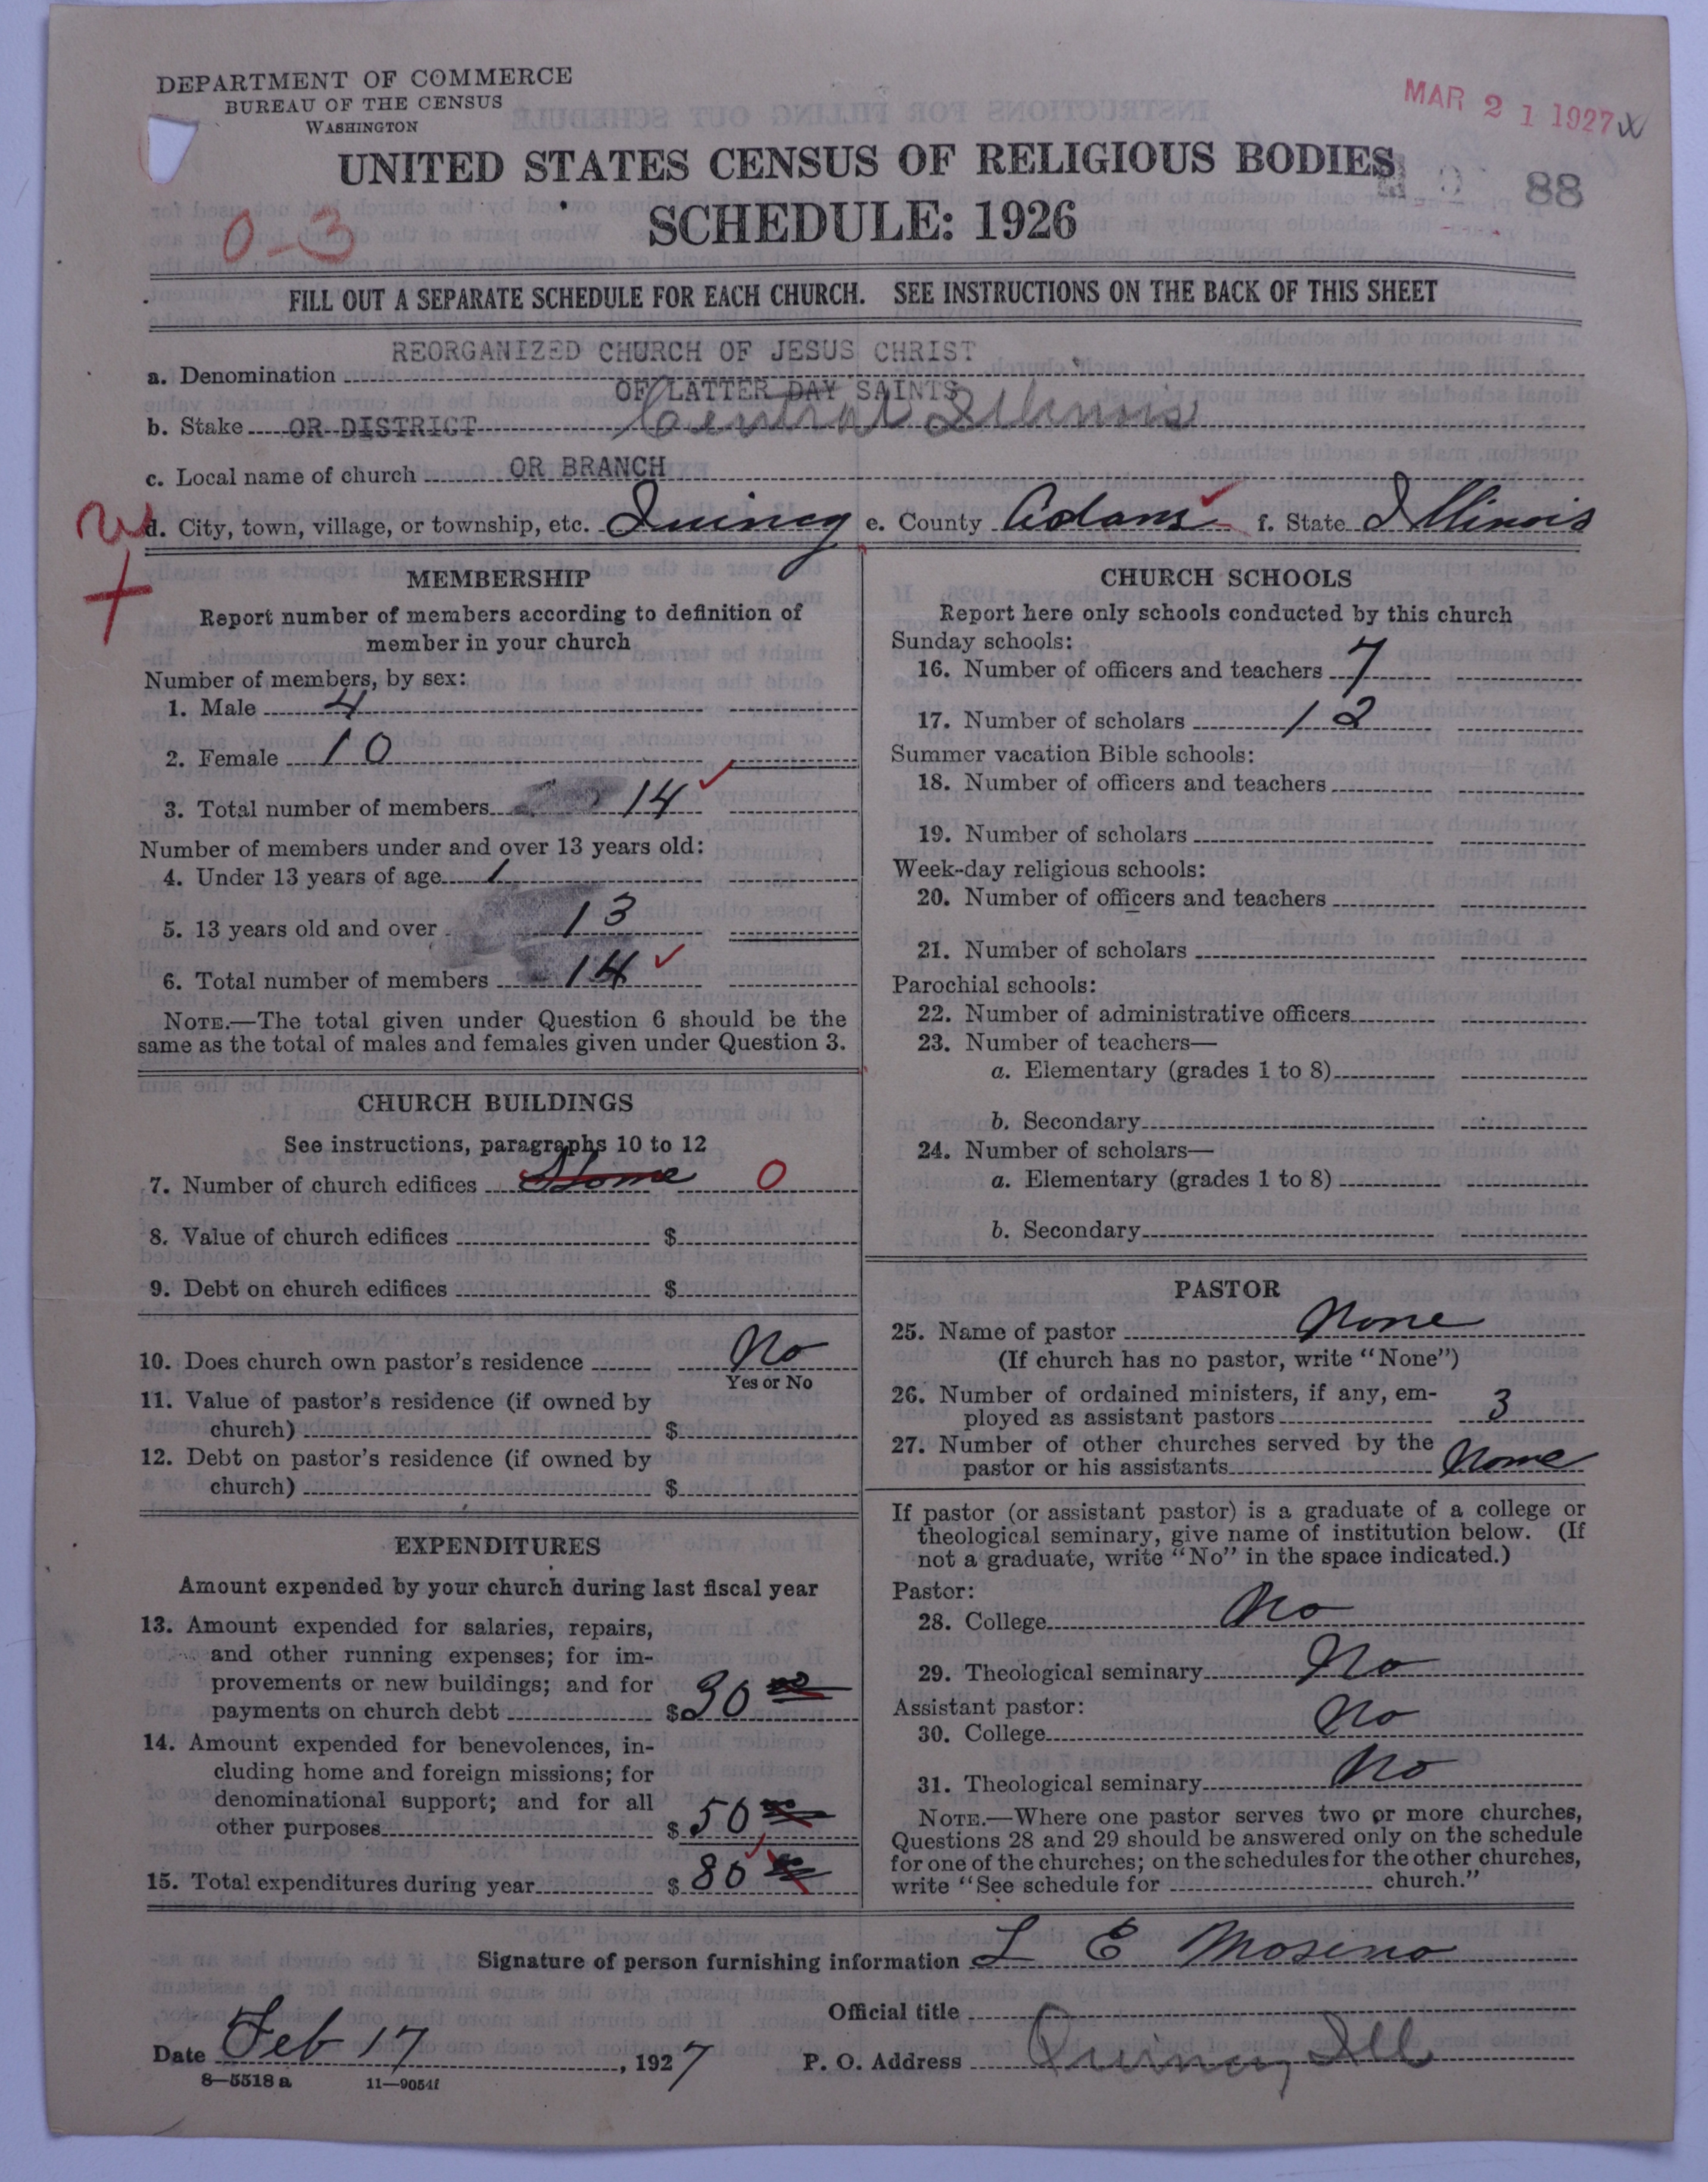 DEPARTMENT OF COMMERCE
BUREAU OF THE CENSUS
WASHINGTON
MAR 21 1927
UNITED STATES CENSUS OF RELIGIOUS BODIES
88
SCHEDULE: 1926
0-3
FILL OUT A SEPARATE SCHEDULE FOR EACH CHURCH. SEE INSTRUCTIONS ON THE BACK OF THIS SHEET
REORGANIZED CHURCH OF JESUS CHRIST
a. Denomination
OF LATTER DAY SAINTS
b. Stake OR DISTRICT Central Illinois
c. Local name of church OR BRANCH
d. City, town, village, or township, etc. Quincy e. County Adams f. State Illinois
MEMBERSHIP
Report number of members according to definition of
member in your church
Number of members, by sex:
1. Male 4
2. Female 10
3. Total number of members 14
Number of members under and over 13 years old:
4. Under 13 years of age 1
5. 13 years old and over 13
6. Total number of members 14
NOTE.—The total given under Question 6 should be the
same as the total of males and females given under Question 3.
CHURCH BUILDINGS
See instructions, paragraphs 10 to 12
7. Number of church edifices 0
8. Value of church edifices $
9. Debt on church edifices $
10. Does church own pastor's residence No
Yes or No
11. Value of pastor's residence (if owned by
church) $
12. Debt on pastor's residence (if owned by
church) $
EXPENDITURES
Amount expended by your church during last fiscal year
13. Amount expended for salaries, repairs,
and other running expenses; for im-
provements or new buildings; and for
payments on church debt $30
14. Amount expended for benevolences, in-
cluding home and foreign missions; for
denominational support; and for all
other purposes $50
15. Total expenditures during year $80
CHURCH SCHOOLS
Report here only schools conducted by this church
Sunday schools:
16. Number of officers and teachers 7
17. Number of scholars 12
Summer vacation Bible schools:
18. Number of officers and teachers
19. Number of scholars
Week-day religious schools:
20. Number of officers and teachers
21. Number of scholars
Parochial schools:
22. Number of administrative officers
23. Number of teachers—
a. Elementary (grades 1 to 8)
b. Secondary
24. Number of scholars—
a. Elementary (grades 1 to 8)
b. Secondary
PASTOR
25. Name of pastor None
(If church has no pastor, write "None")
26. Number of ordained ministers, if any, em-
ployed as assistant pastors 3
27. Number of other churches served by the
pastor or his assistants None
If pastor (or assistant pastor) is a graduate of a college or
theological seminary, give name of institution below. (If
not a graduate, write "No" in the space indicated.)
Pastor:
28. College No
29. Theological seminary No
Assistant pastor:
30. College No
31. Theological seminary No
NOTE.—Where one pastor serves two or more churches,
Questions 28 and 29 should be answered only on the schedule
for one of the churches; on the schedules for the other churches,
write "See schedule for church."
Signature of person furnishing information L E
Official title
Date Feb 17, 1927 P. O. Address Quincy, Ill
8—5518a 11—9054f